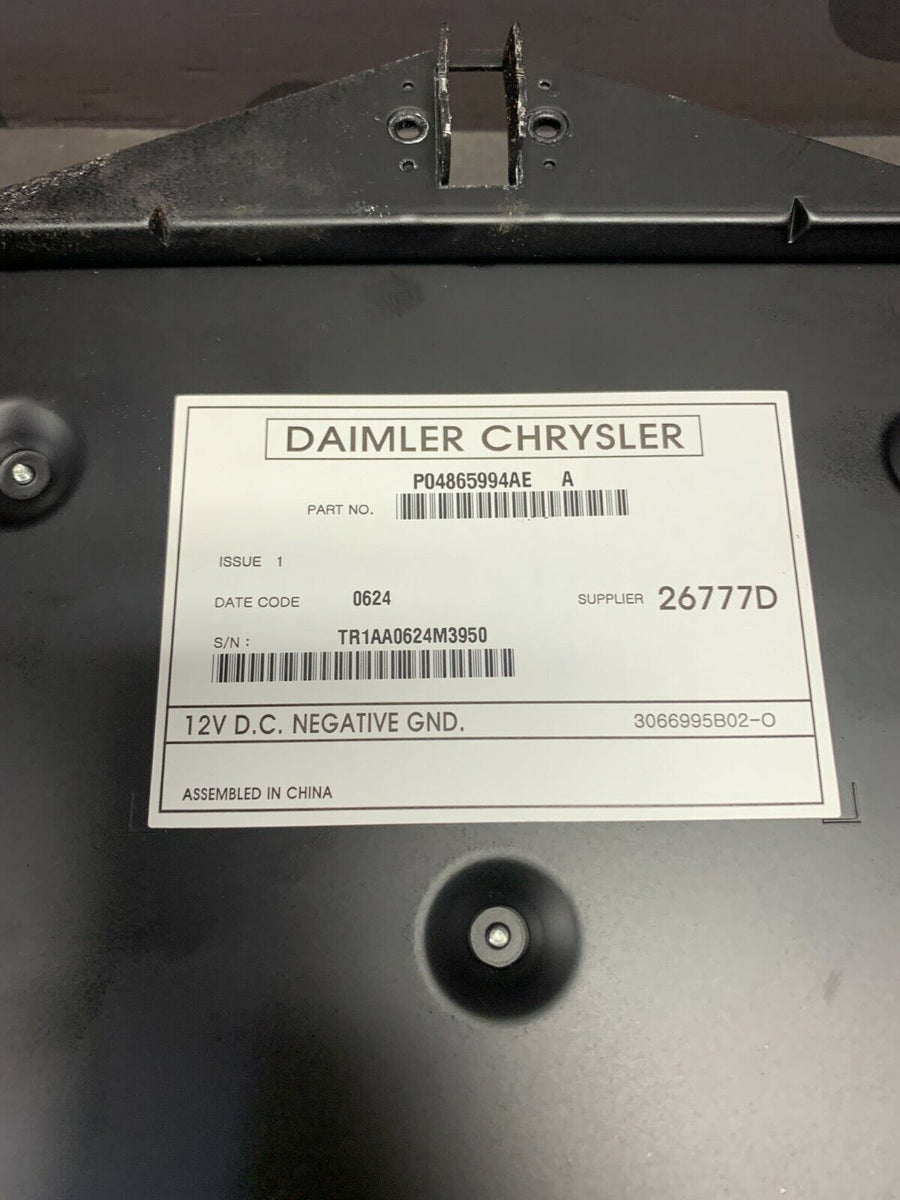 DAIMLER CHRYSLER
P04865994AE A
PART NO.
ISSUE 1
DATE CODE 0624 SUPPLIER 26777D
S/N : TR1AA0624M3950
12V D.C. NEGATIVE GND. 3066995B02-O
ASSEMBLED IN CHINA